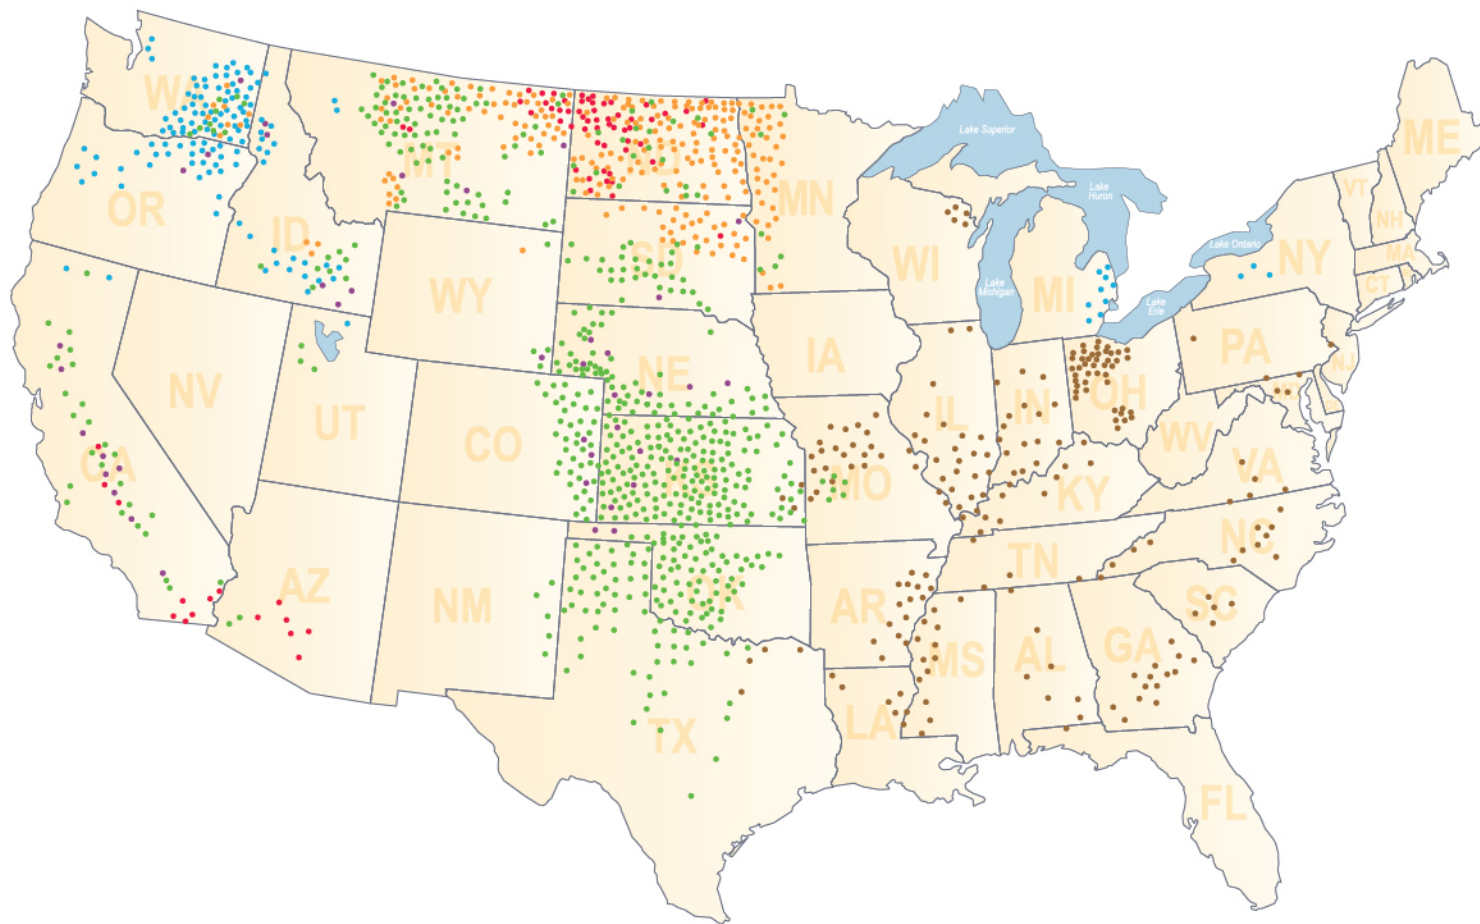 WA
Lake Superior
ME
MT
ND
Lake
Huron
VT
OR
MN
NH
ID
Lake Ontario
NY
MA
SD
WI
CT
WY
Lake
Michigan
MI
Lake
Erie
PA
IA
NJ
NE
NV
OH
MD
UT
IL
IN
CO
WV
CA
VA
KS
MO
KY
NC
TN
AZ
OK
AR
SC
NM
MS
AL
GA
LA
TX
FL